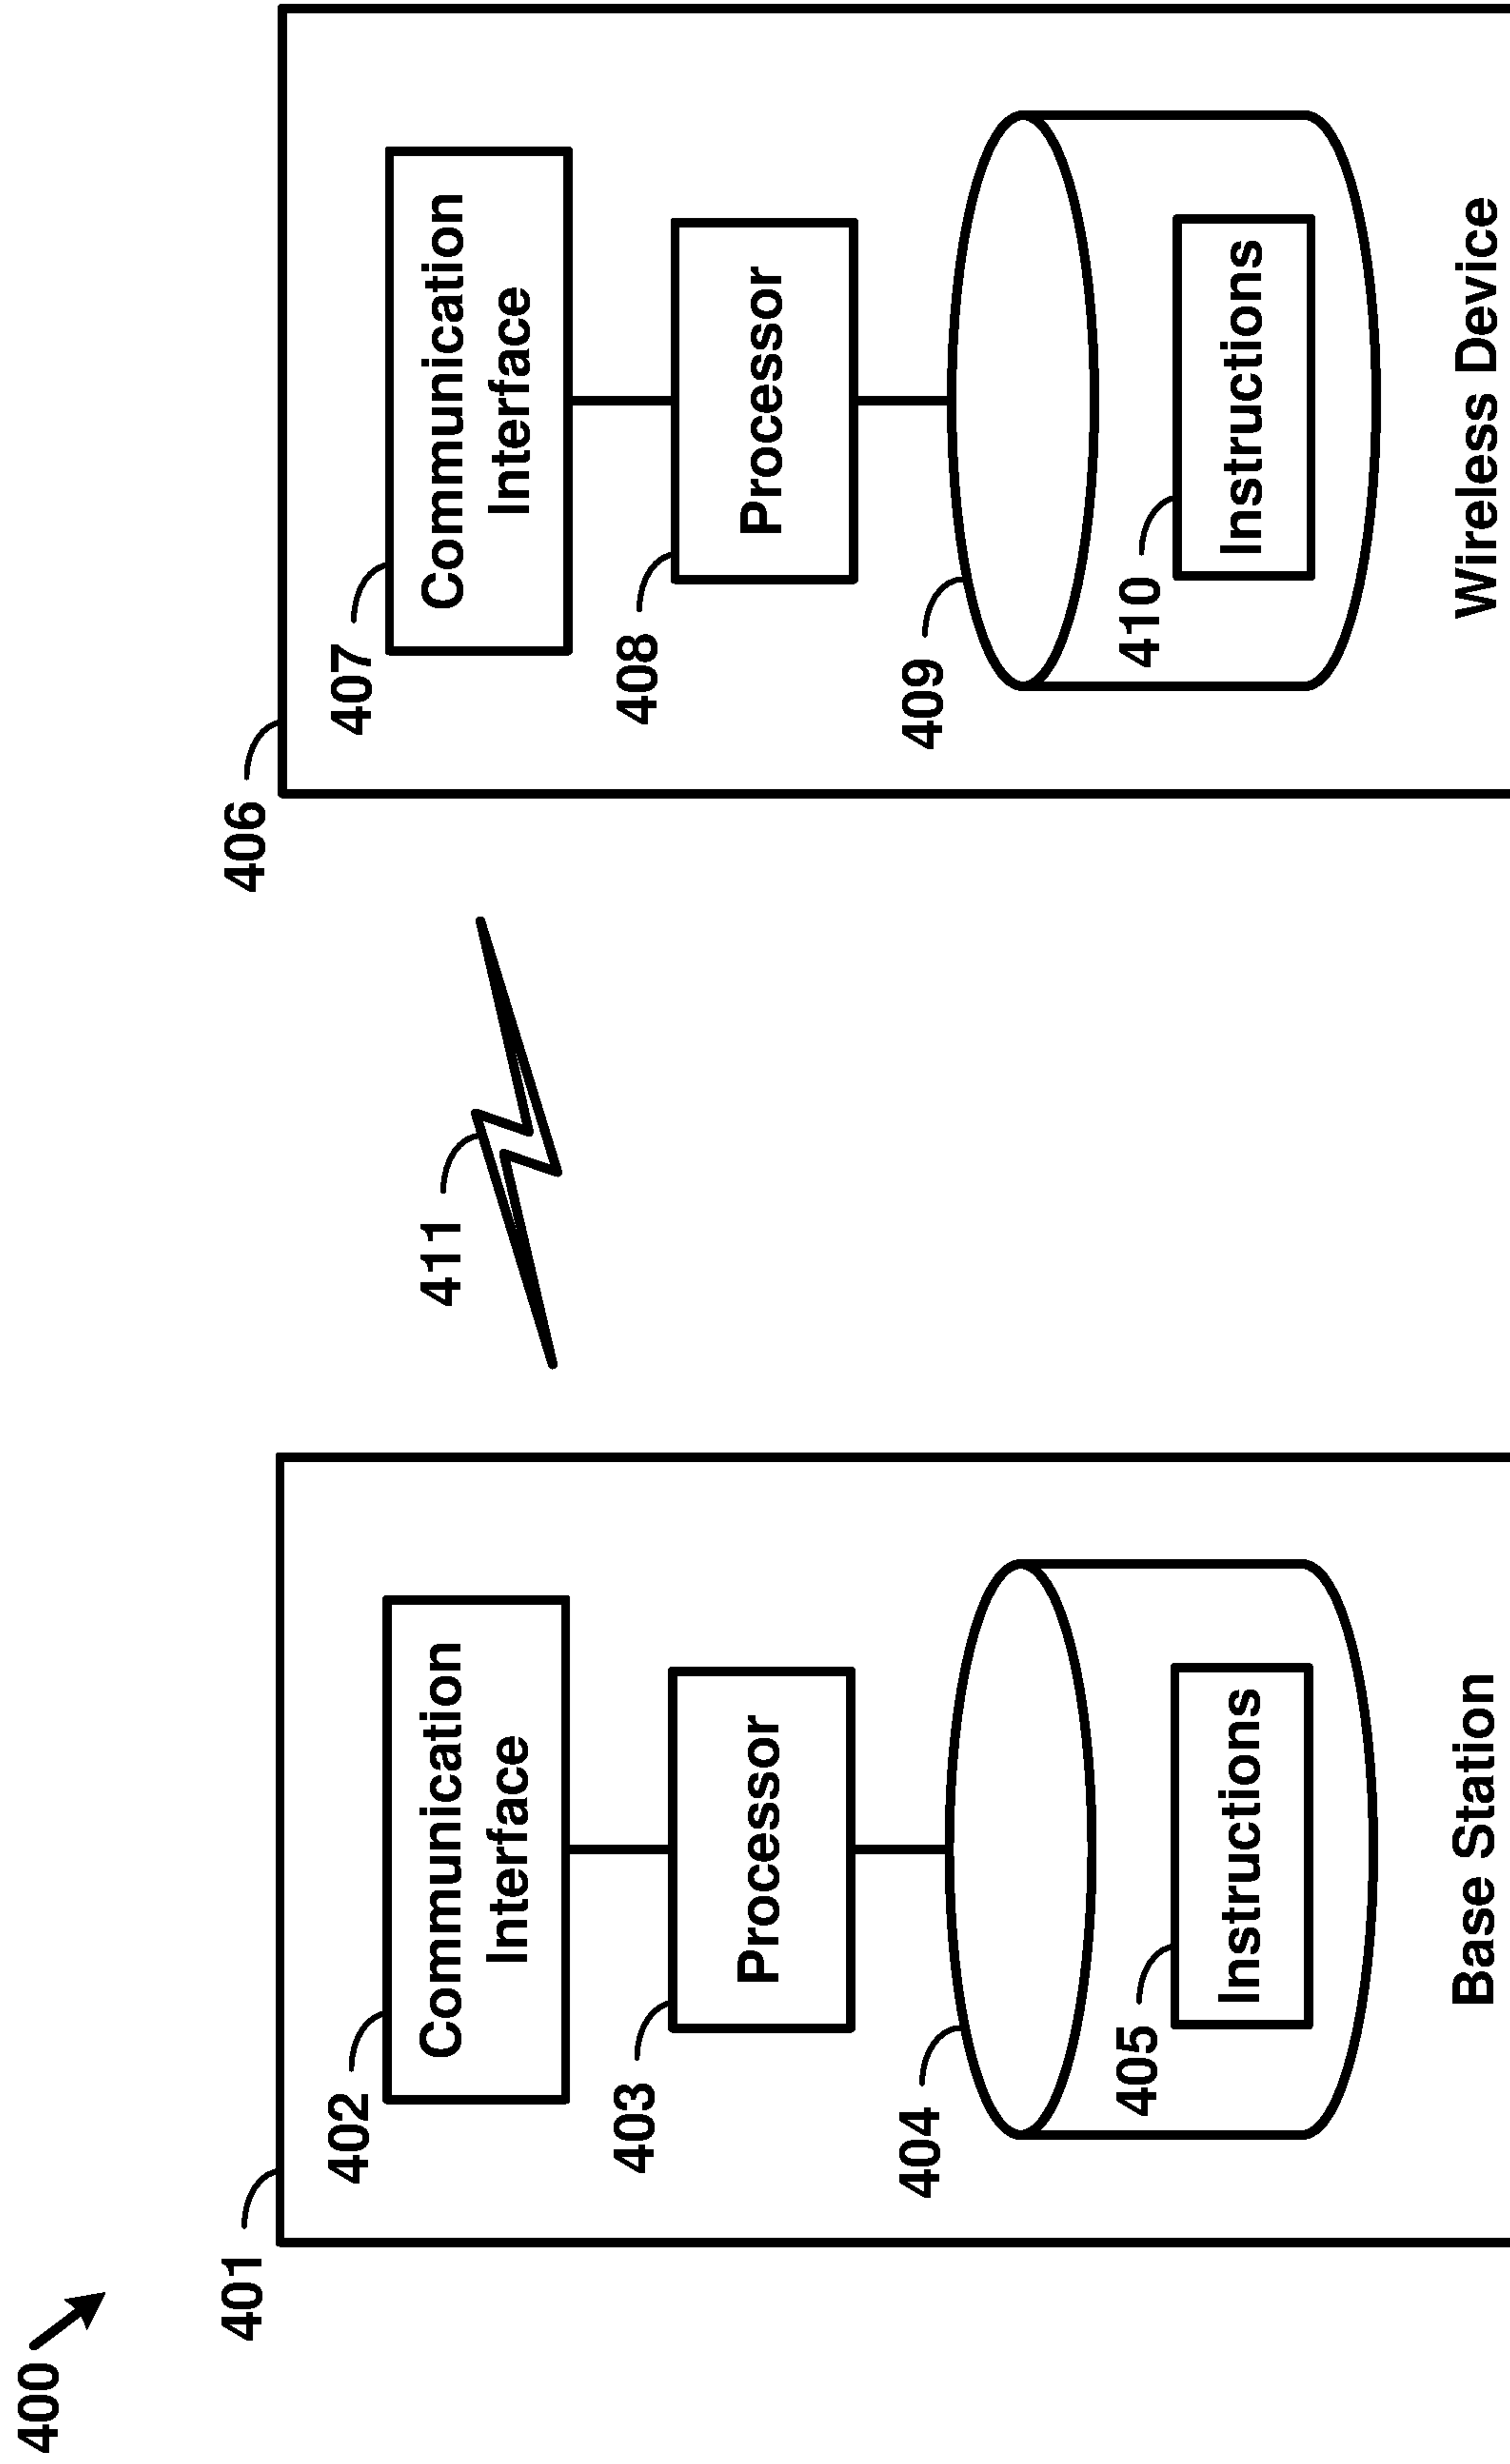 400
401
402
Communication
Interface
403
Processor
404
405
Instructions
Base Station
411
406
407
Communication
Interface
408
Processor
409
410
Instructions
Wireless Device